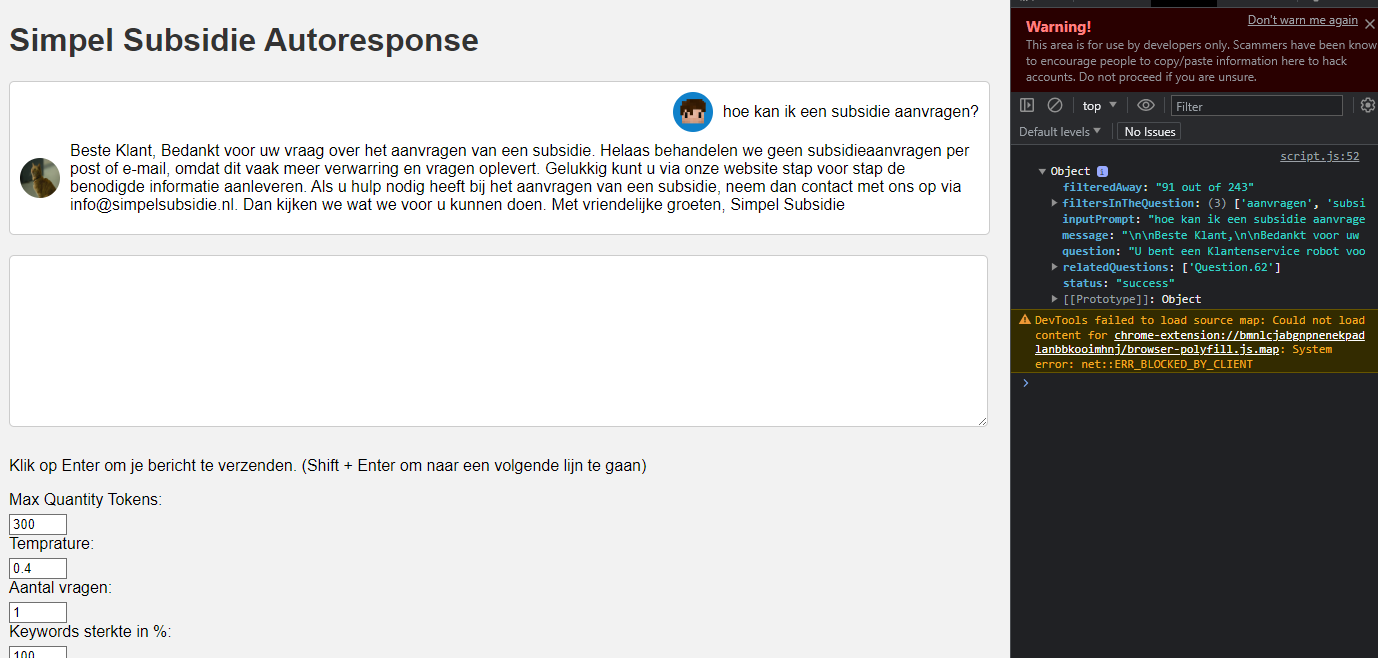 Simpel Subsidie Autoresponse
hoe kan ik een subsidie aanvragen?
Beste Klant, Bedankt voor uw vraag over het aanvragen van een subsidie. Helaas behandelen we geen subsidieaanvragen per
post of e-mail, omdat dit vaak meer verwarring en vragen oplevert. Gelukkig kunt u via onze website stap voor stap de
benodigde informatie aanleveren. Als u hulp nodig heeft bij het aanvragen van een subsidie, neem dan contact met ons op via
info@simpelsubsidie.nl. Dan kijken we wat we voor u kunnen doen. Met vriendelijke groeten, Simpel Subsidie
Klik op Enter om je bericht te verzenden. (Shift + Enter om naar een volgende lijn te gaan)
Max Quantity Tokens:
300
Temprature:
0.4
Aantal vragen:
1
Keywords sterkte in %:
100
Warning!
Don't warn me again
This area is for use by developers only. Scammers have been know
to encourage people to copy/paste information here to hack
accounts. Do not proceed if you are unsure.
top
Filter
Default levels
No Issues
script.js:52
Object i
filteredAway: "91 out of 243"
filtersInTheQuestion: (3) ['aanvragen', 'subsi
inputPrompt: "hoe kan ik een subsidie aanvrage
message: "\n\nBeste Klant,\n\nBedankt voor uw
question: "U bent een Klantenservice robot voo
relatedQuestions: ['Question.62']
status: "success"
[[Prototype]]: Object
DevTools failed to load source map: Could not load
content for chrome-extension://bmnlcjabgnpnenekpad
lanbbkooimhnj/browser-polyfill.js.map: System
error: net::ERR_BLOCKED_BY_CLIENT